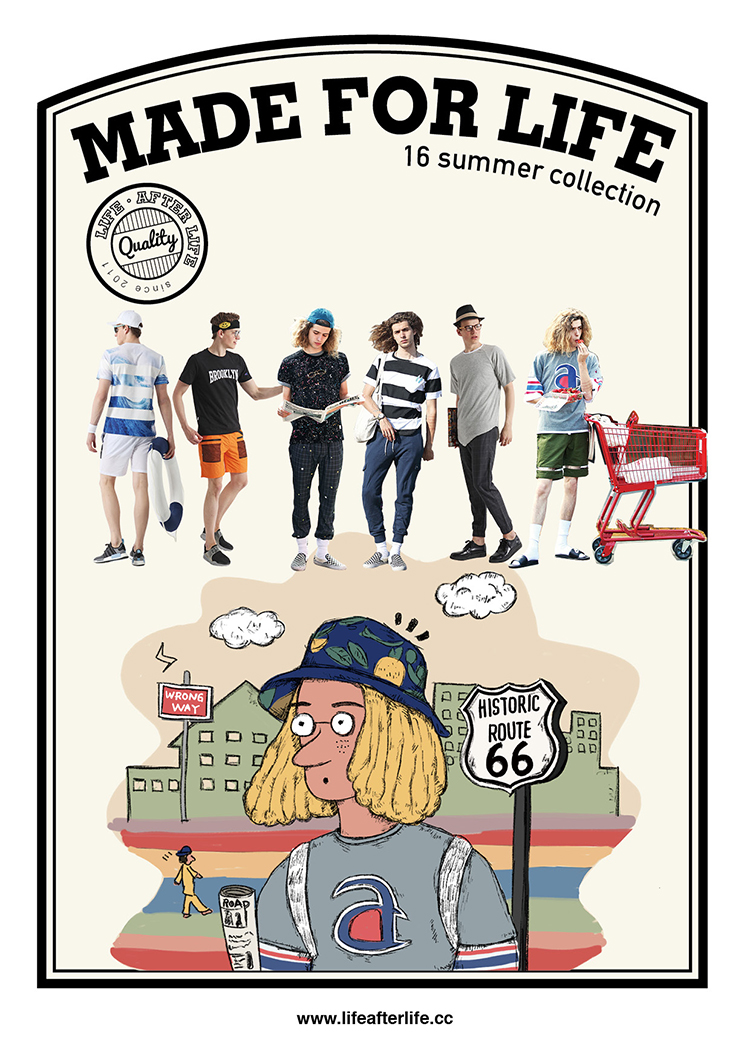 MADE FOR LIFE
16 summer collection
LIFE · AFTER LIFE
Quality
since 2011
BROOKLYN
a
WRONG
WAY
HISTORIC
ROUTE
66
ROAD
a
www.lifeafterlife.cc